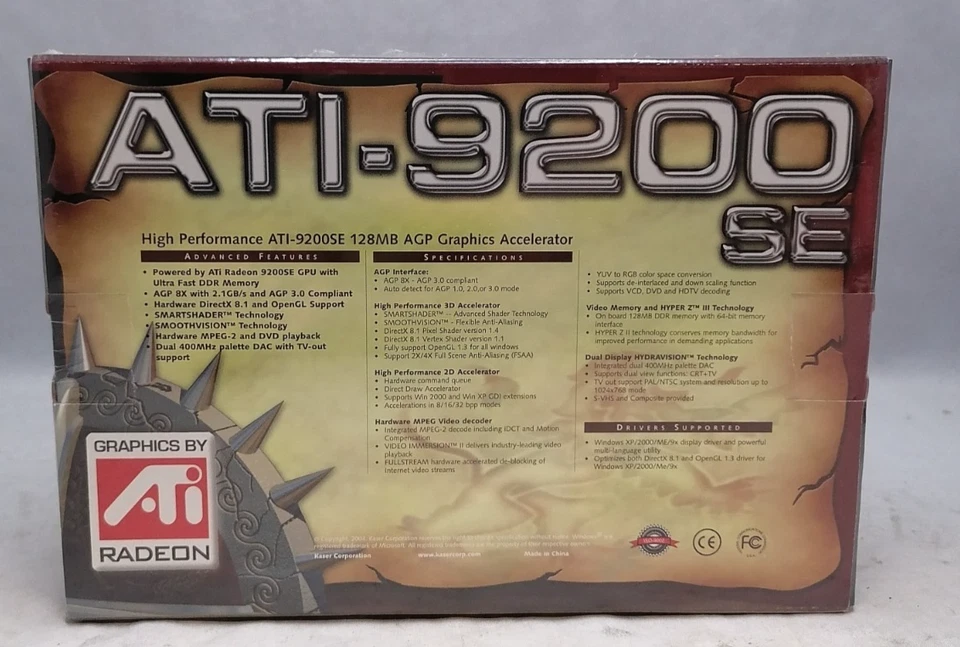 ATI-9200
SE
High Performance ATI-9200SE 128MB AGP Graphics Accelerator
ADVANCED FEATURES
• Powered by ATi Radeon 9200SE GPU with
Ultra Fast DDR Memory
• AGP 8X with 2.1GB/s and AGP 3.0 Compliant
• Hardware DirectX 8.1 and OpenGL Support
• SMARTSHADER™ Technology
• SMOOTHVISION™ Technology
• Hardware MPEG-2 and DVD playback
• Dual 400MHz palette DAC with TV-out
support
SPECIFICATIONS
AGP Interface:
• AGP 8X - AGP 3.0 compliant
• Auto detect for AGP 1.0, 2.0,or 3.0 mode
High Performance 3D Accelerator
• SMARTSHADER™ -- Advanced Shader Technology
• SMOOTHVISION™ - Flexible Anti-Aliasing
• DirectX 8.1 Pixel Shader version 1.4
• DirectX 8.1 Vertex Shader version 1.1
• Fully support OpenGL 1.3 for all windows
• Support 2X/4X Full Scene Anti-Aliasing (FSAA)
High Performance 2D Accelerator
• Hardware command queue
• Direct Draw Accelerator
• Supports Win 2000 and Win XP GDI extensions
• Accelerations in 8/16/32 bpp modes
Hardware MPEG Video decoder
• Integrated MPEG-2 decode including iDCT and Motion
Compensation
• VIDEO IMMERSION™ II delivers industry-leading video
playback
• FULLSTREAM hardware accelerated de-blocking of
Internet video streams
• YUV to RGB color space conversion
• Supports de-interlaced and down scaling function
• Supports VCD, DVD and HDTV decoding
Video Memory and HYPER Z™ III Technology
• On board 128MB DDR memory with 64-bit memory
interface
• HYPER Z II technology conserves memory bandwidth for
improved performance in demanding applications
Dual Display HYDRAVISION™ Technology
• Integrated dual 400MHz palette DAC
• Supports dual view functions: CRT+TV
• TV out support PAL/NTSC system and resolution up to
1024x768 mode
• S-VHS and Composite provided
DRIVERS SUPPORTED
• Windows XP/2000/ME/9x display driver and powerful
multi-language utility
• Optimizes both DirectX 8.1 and OpenGL 1.3 driver for
Windows XP/2000/Me/9x
GRAPHICS BY
ATi
RADEON
Kazer Corporation www.kazercorp.com Made in China
CE
FC